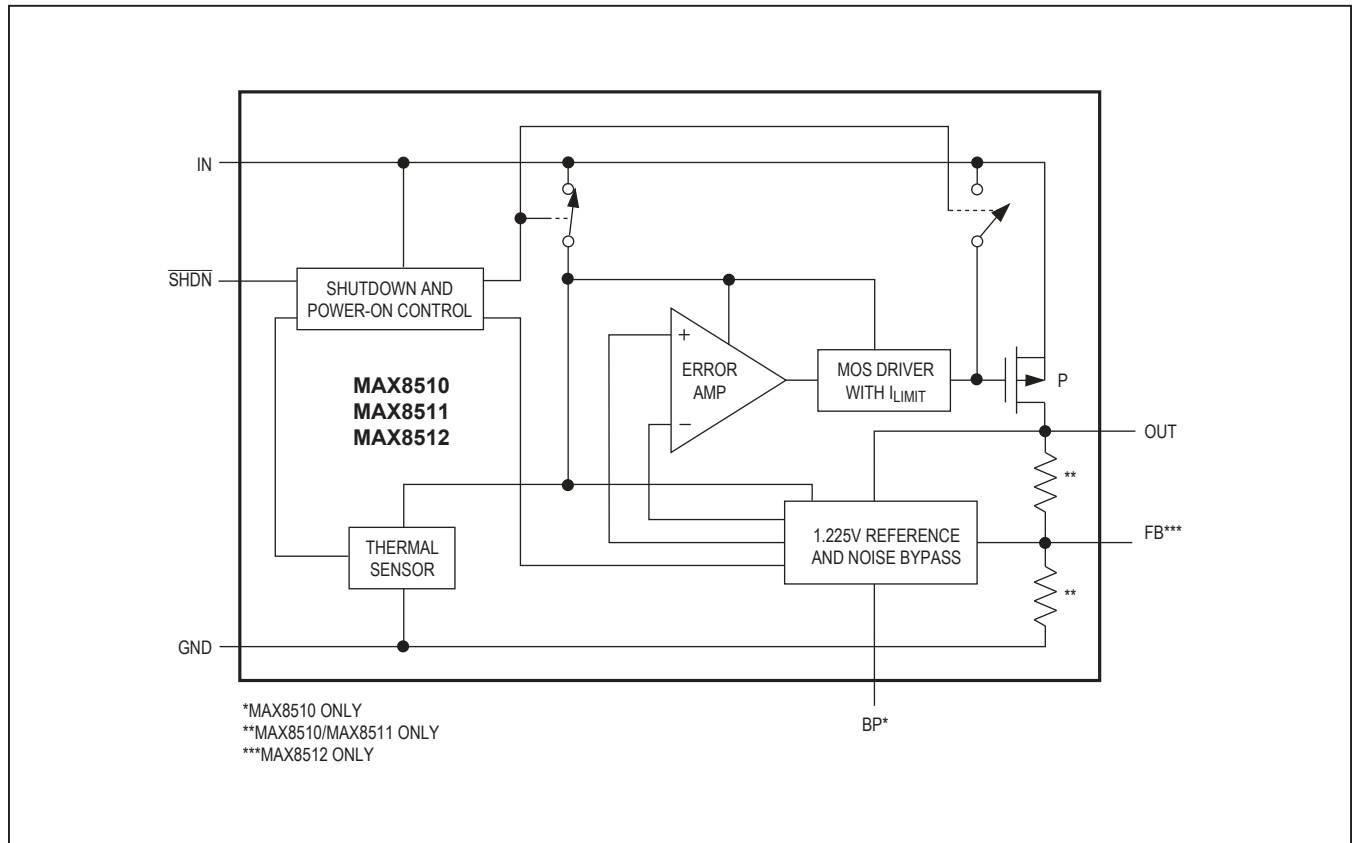 IN
SHDN
SHUTDOWN AND
POWER-ON CONTROL
MAX8510
MAX8511
MAX8512
+
ERROR
AMP
−
MOS DRIVER
WITH ILIMIT
P
OUT
**
1.225V REFERENCE
AND NOISE BYPASS
FB***
**
THERMAL
SENSOR
GND
BP*
*MAX8510 ONLY
**MAX8510/MAX8511 ONLY
***MAX8512 ONLY